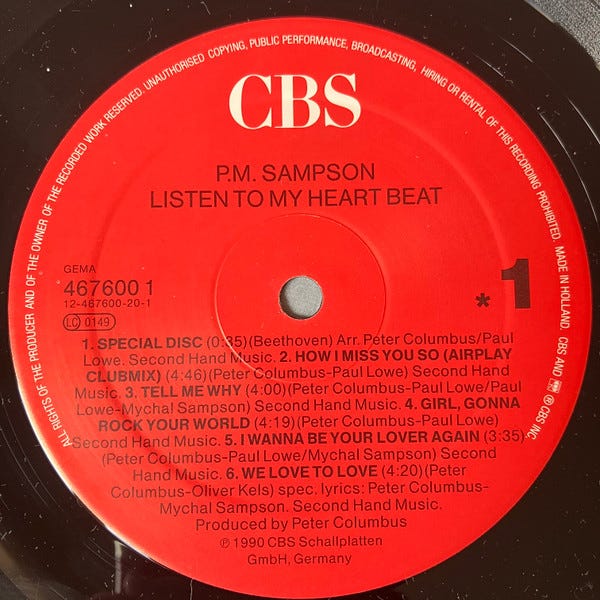 ALL RIGHTS OF THE PRODUCER AND OF THE OWNER OF THE RECORDED WORK RESERVED. UNAUTHORISED COPYING, PUBLIC PERFORMANCE, BROADCASTING, HIRING OR RENTAL OF THIS RECORDING PROHIBITED. MADE IN HOLLAND. CBS AND ® CBS INC.
CBS
P.M. SAMPSON
LISTEN TO MY HEART BEAT
GEMA
467600 1
12-467600-20-1
LC 0149
* 1
1. SPECIAL DISC (0:35)(Beethoven) Arr. Peter Columbus/Paul
Lowe. Second Hand Music. 2. HOW I MISS YOU SO (AIRPLAY
CLUBMIX) (4:46)(Peter Columbus-Paul Lowe) Second Hand
Music. 3. TELL ME WHY (4:00)(Peter Columbus-Paul Lowe/Paul
Lowe-Mychal Sampson) Second Hand Music. 4. GIRL, GONNA
ROCK YOUR WORLD (4:19)(Peter Columbus-Paul Lowe)
Second Hand Music. 5. I WANNA BE YOUR LOVER AGAIN (3:35)
(Peter Columbus-Paul Lowe/Mychal Sampson) Second
Hand Music. 6. WE LOVE TO LOVE (4:20)(Peter
Columbus-Oliver Kels) spec. lyrics: Peter Columbus-
Mychal Sampson. Second Hand Music.
Produced by Peter Columbus
℗ 1990 CBS Schallplatten
GmbH, Germany